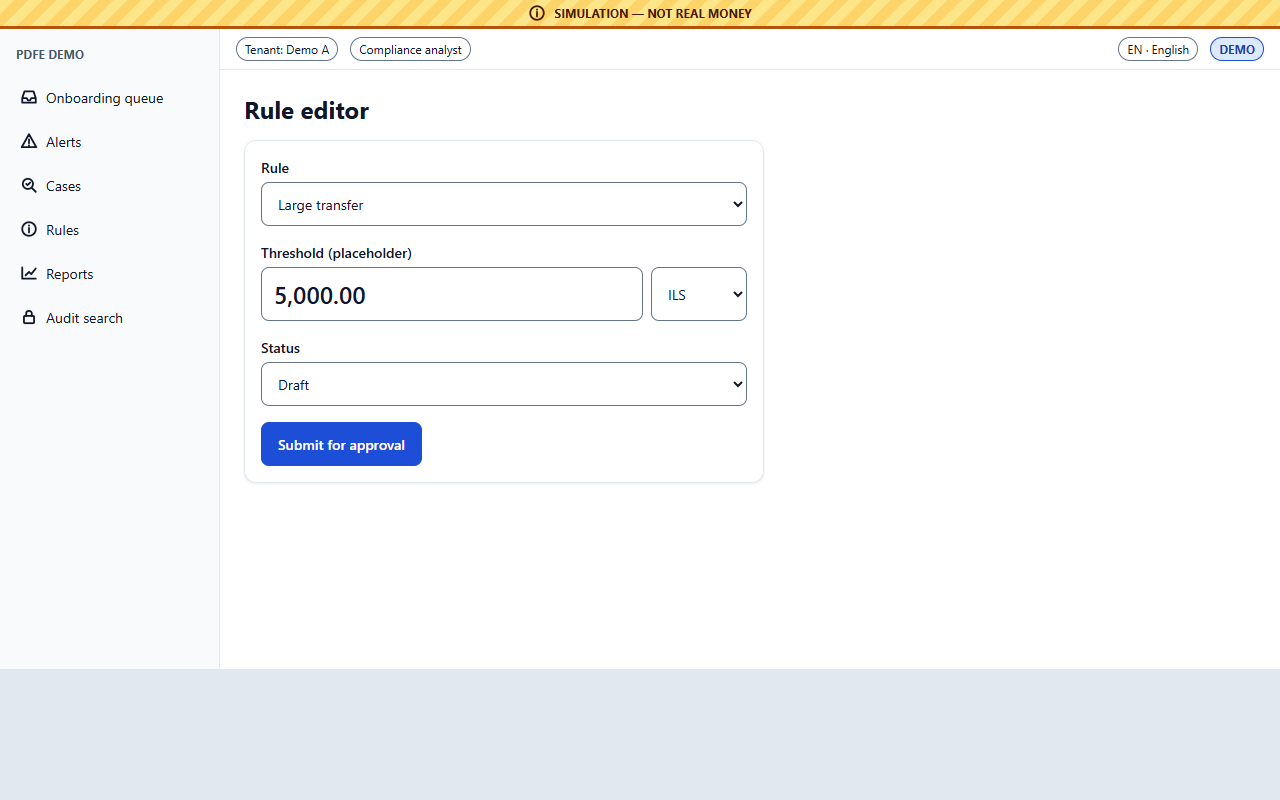 SIMULATION — NOT REAL MONEY
PDFE DEMO
Tenant: Demo A
Compliance analyst
EN · English
DEMO
Onboarding queue
Alerts
Cases
Rules
Reports
Audit search
Rule editor
Rule
Large transfer
Threshold (placeholder)
5,000.00
ILS
Status
Draft
Submit for approval